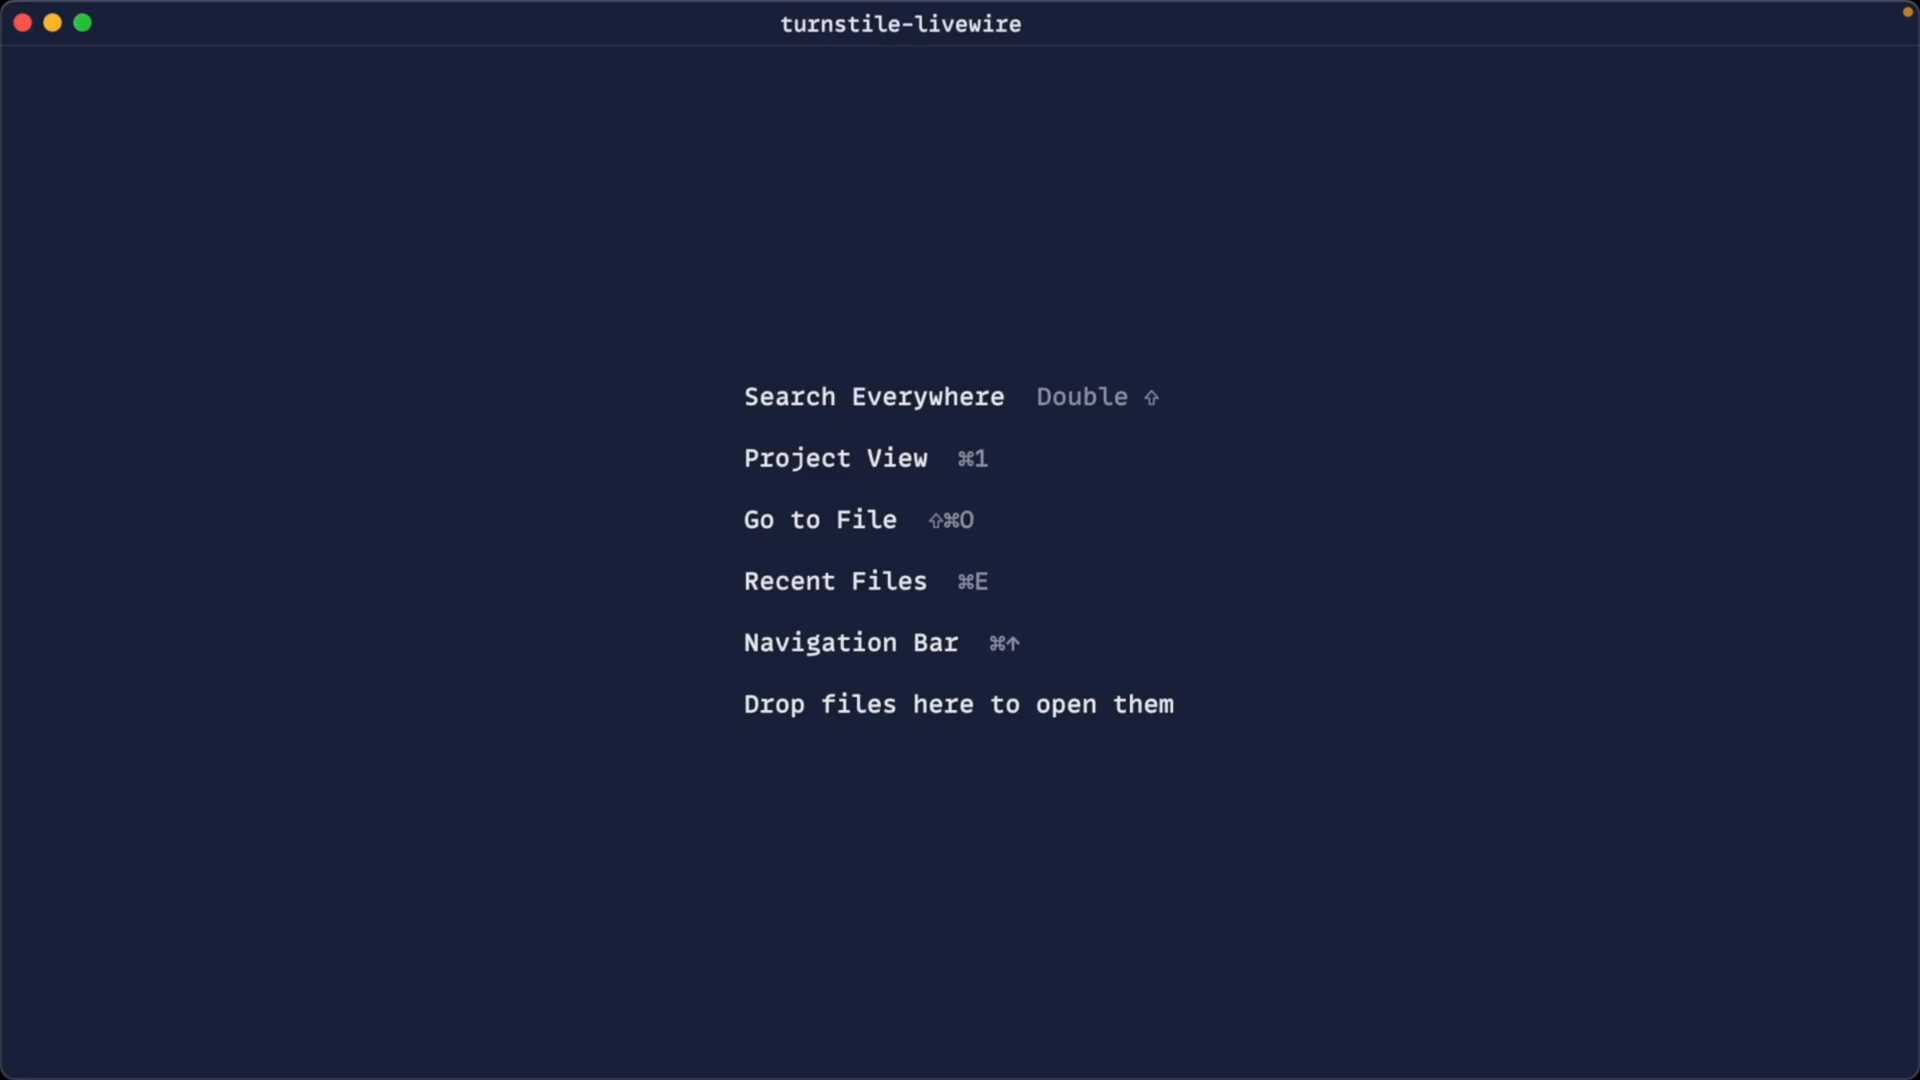 turnstile-livewire
Search Everywhere Double ⇧
Project View ⌘1
Go to File ⇧⌘O
Recent Files ⌘E
Navigation Bar ⌘↑
Drop files here to open them